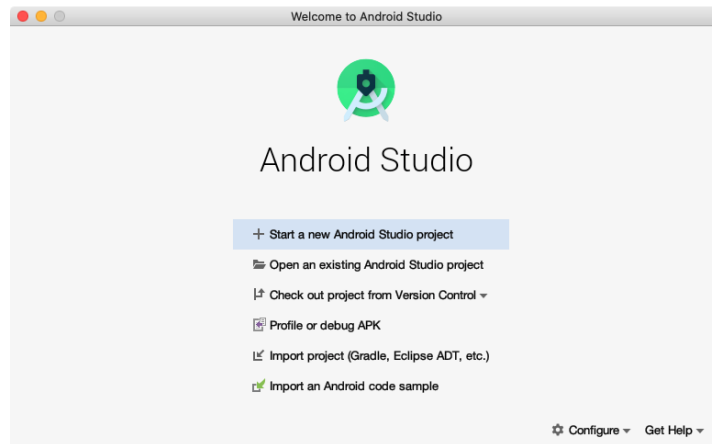 Welcome to Android Studio
Android Studio
Start a new Android Studio project
Open an existing Android Studio project
Check out project from Version Control
Profile or debug APK
Import project (Gradle, Eclipse ADT, etc.)
Import an Android code sample
Configure Get Help